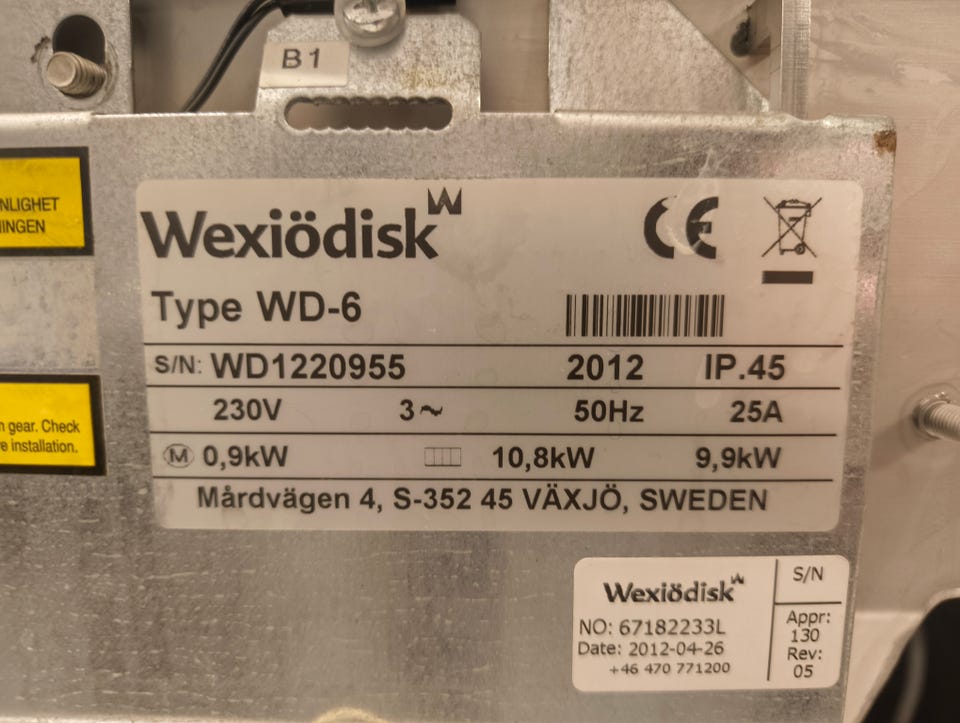 B1
NLIGHET
NINGEN
Wexiödisk
CE
Type WD-6
S/N: WD1220955 2012 IP.45
230V 3~ 50Hz 25A
M 0,9kW 10,8kW 9,9kW
Mårdvägen 4, S-352 45 VÄXJÖ, SWEDEN
gear. Check
installation.
Wexiödisk
NO: 67182233L
Date: 2012-04-26
+46 470 771200
S/N
Appr:
130
Rev:
05